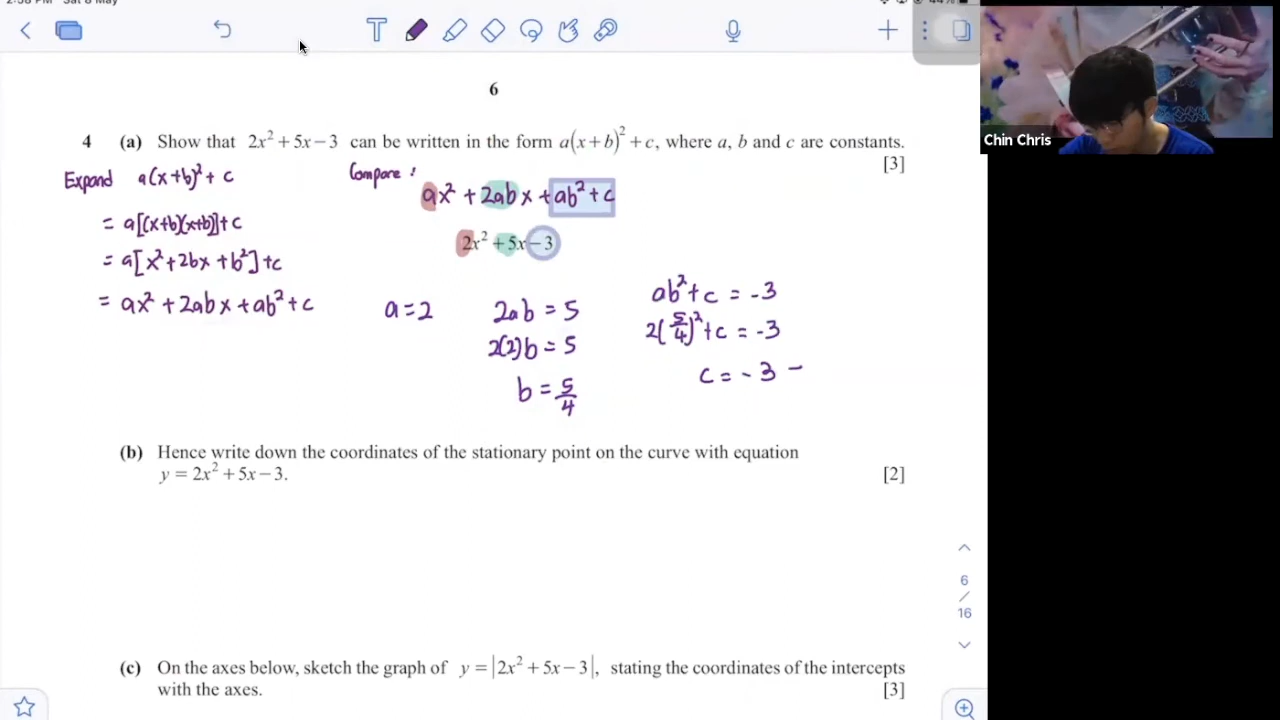 6
Chin Chris
4 (a) Show that 2x² + 5x − 3 can be written in the form a(x + b)² + c, where a, b and c are constants.
[3]
Expand a(x+b)² + c
= a[(x+b)(x+b)] + c
= a[x² + 2bx + b²] + c
= ax² + 2abx + ab² + c
Compare :
ax² + 2abx + ab² + c
2x² + 5x − 3
a = 2
2ab = 5
2(2)b = 5
b = 5/4
ab² + c = -3
2(5/4)² + c = -3
c = -3 -
(b) Hence write down the coordinates of the stationary point on the curve with equation
y = 2x² + 5x − 3. [2]
6
/
16
(c) On the axes below, sketch the graph of y = |2x² + 5x − 3|, stating the coordinates of the intercepts
with the axes. [3]